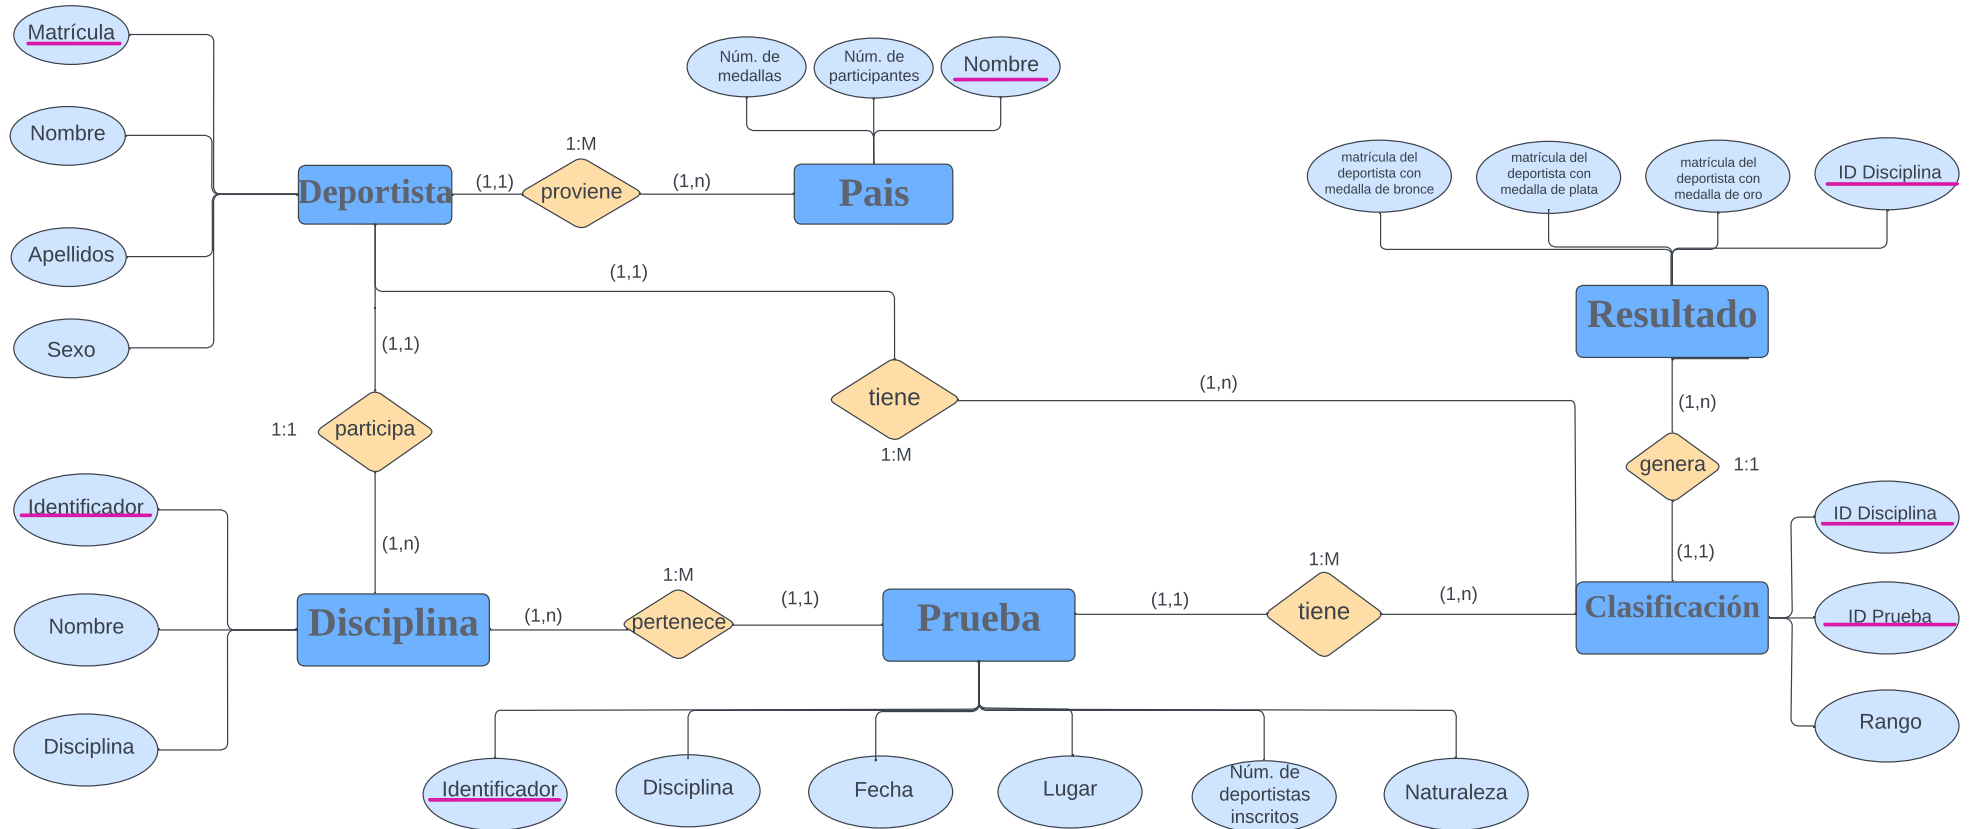 Matrícula
Nombre
Apellidos
Sexo
Deportista
(1,1)
1:M
proviene
(1,n)
Núm. de
medallas
Núm. de
participantes
Nombre
Pais
(1,1)
(1,1)
1:1
participa
(1,n)
tiene
1:M
(1,n)
matrícula del
deportista con
medalla de bronce
matrícula del
deportista con
medalla de plata
matrícula del
deportista con
medalla de oro
ID Disciplina
Resultado
(1,n)
genera
1:1
(1,1)
Identificador
Nombre
Disciplina
Disciplina
(1,n)
1:M
pertenece
(1,1)
Prueba
(1,1)
1:M
tiene
(1,n)
Clasificación
ID Disciplina
ID Prueba
Rango
Identificador
Disciplina
Fecha
Lugar
Núm. de
deportistas
inscritos
Naturaleza